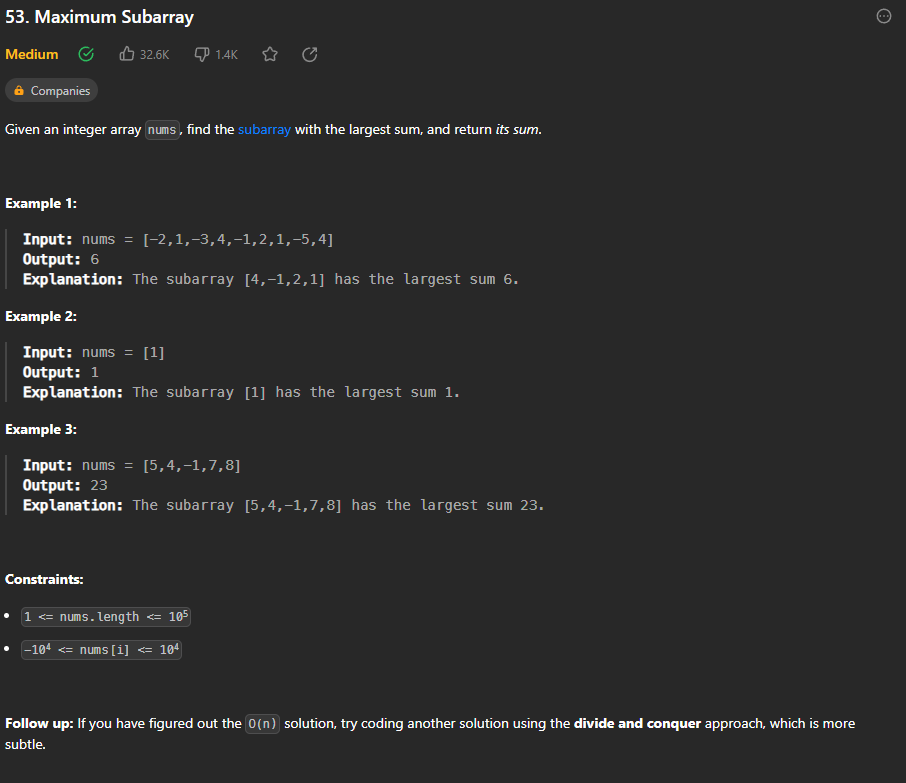 53. Maximum Subarray
Medium 32.6K 1.4K
Companies
Given an integer array nums, find the subarray with the largest sum, and return its sum.
Example 1:
Input: nums = [-2,1,-3,4,-1,2,1,-5,4]
Output: 6
Explanation: The subarray [4,-1,2,1] has the largest sum 6.
Example 2:
Input: nums = [1]
Output: 1
Explanation: The subarray [1] has the largest sum 1.
Example 3:
Input: nums = [5,4,-1,7,8]
Output: 23
Explanation: The subarray [5,4,-1,7,8] has the largest sum 23.
Constraints:
• 1 <= nums.length <= 10⁵
• -10⁴ <= nums[i] <= 10⁴
Follow up: If you have figured out the O(n) solution, try coding another solution using the divide and conquer approach, which is more
subtle.